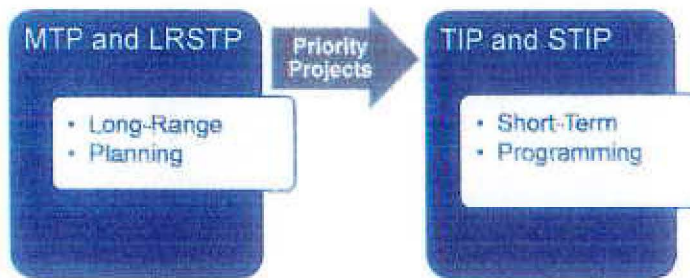 MTP and LRSTP
• Long-Range
• Planning
Priority
Projects
TIP and STIP
• Short-Term
• Programming